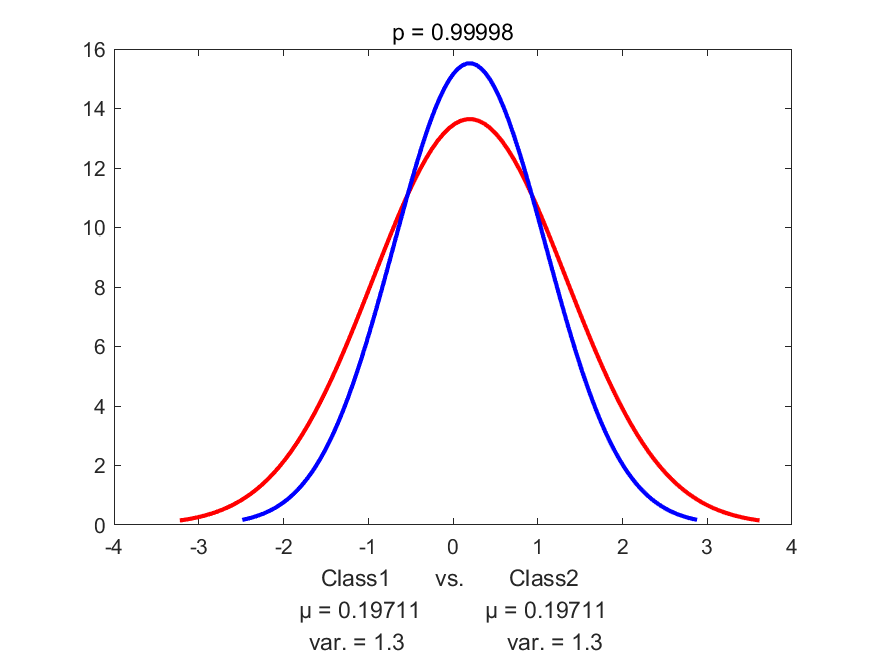 p = 0.99998
16
14
12
10
8
6
4
2
0
-4 -3 -2 -1 0 1 2 3 4
Class1 vs. Class2
μ = 0.19711 μ = 0.19711
var. = 1.3 var. = 1.3